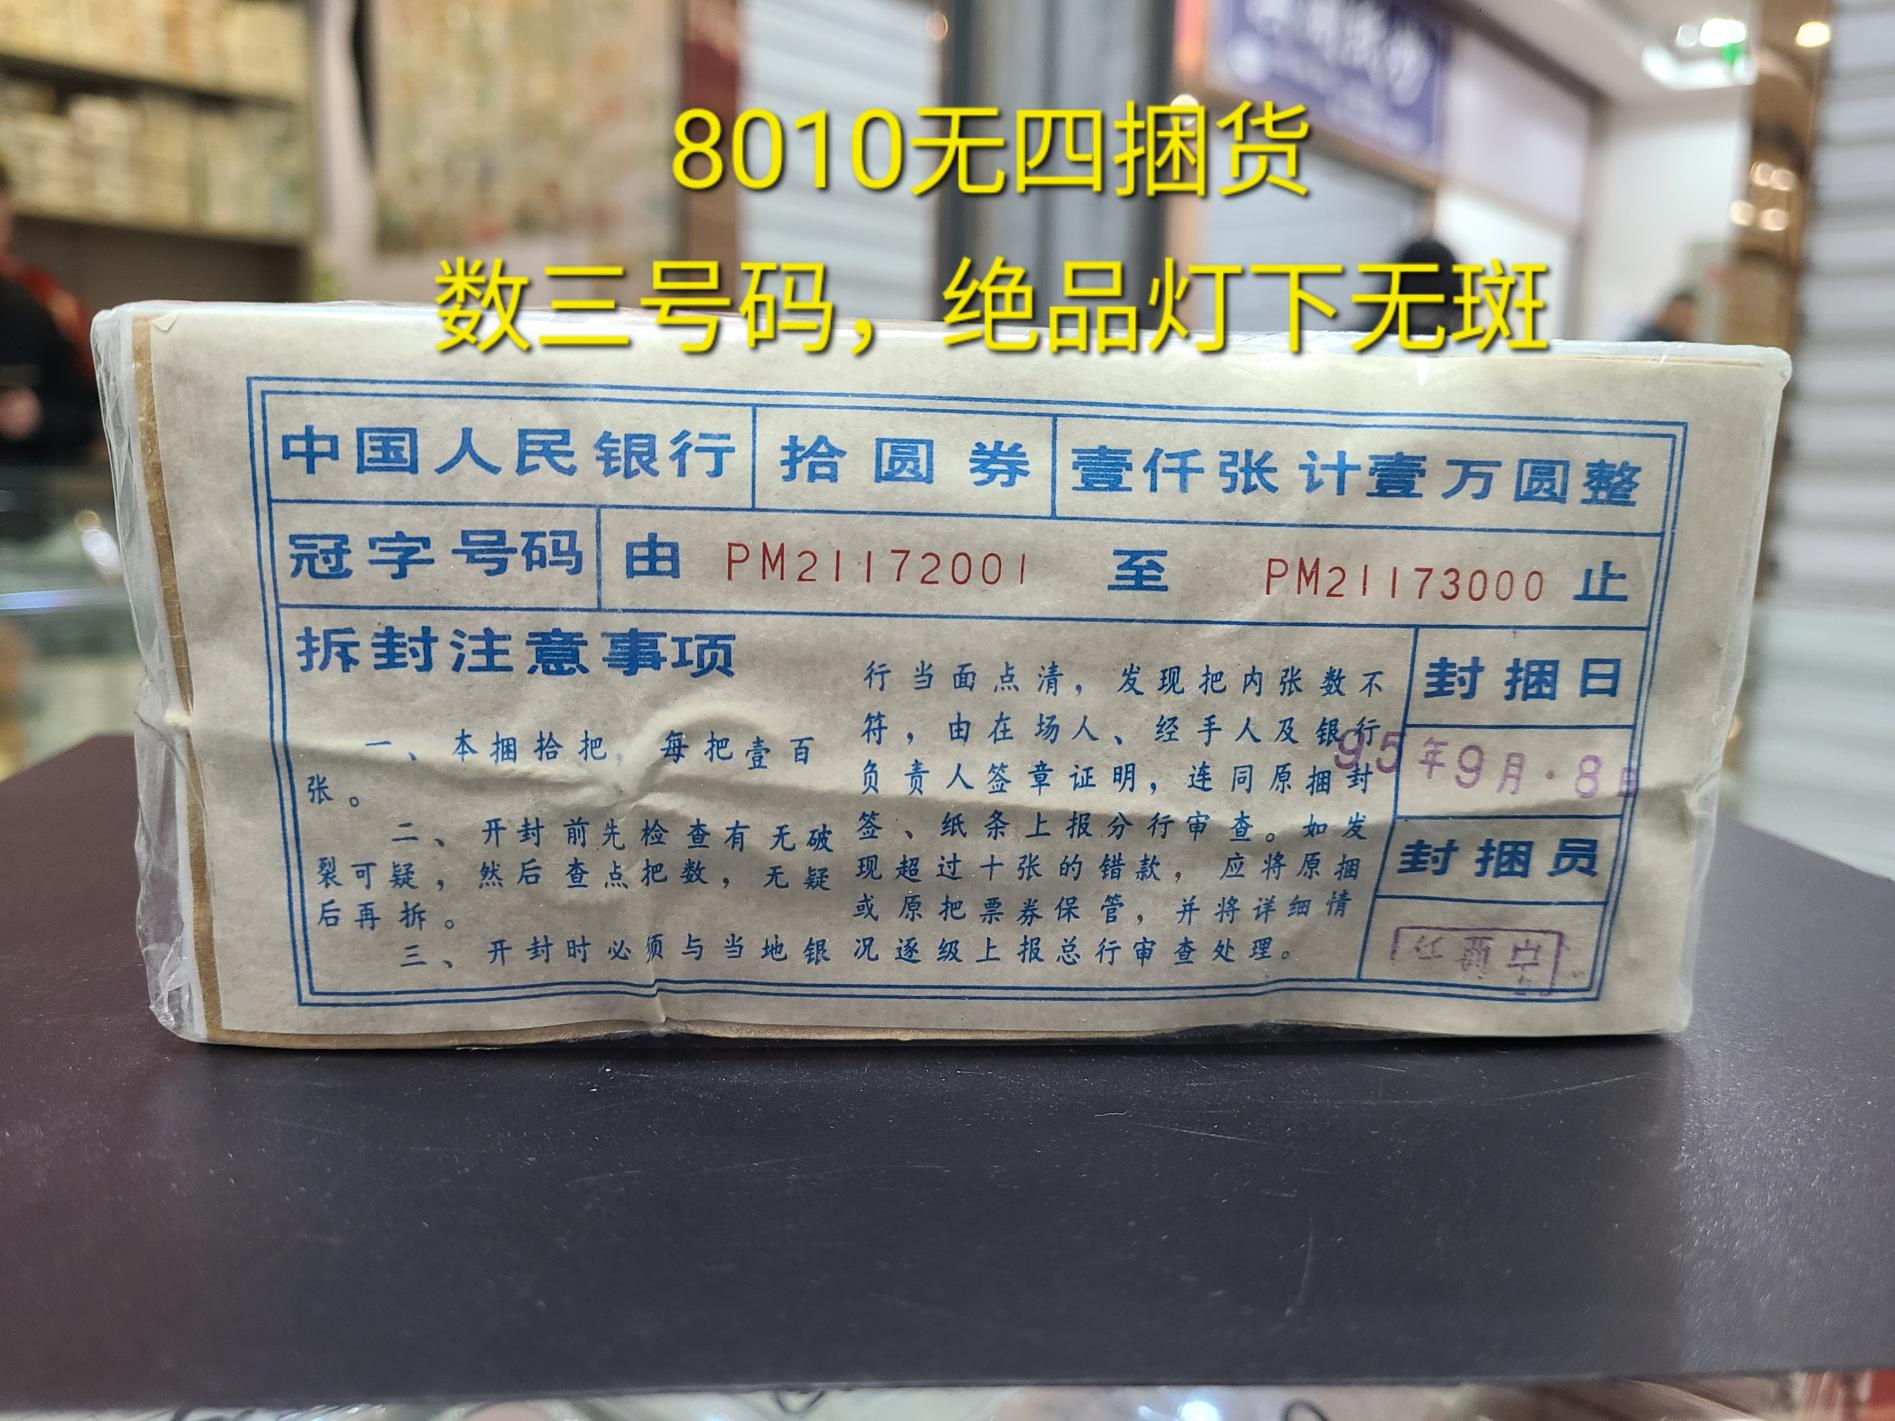 8010无四捆货
数三号码，绝品灯下无斑
中国人民银行 拾圆券 壹仟张计壹万圆整
冠字号码 由 PM21172001 至 PM21173000 止
拆封注意事项
一、本捆拾把，每把壹百
张。
二、开封前先检查有无破
裂可疑，然后查点把数，无疑
后再拆。
三、开封时必须与当地银
行当面点清，发现把内张数不
符，由在场人、经手人及银行
负责人签章证明，连同原捆封
签、纸条上报分行审查。如发
现超过十张的错款，应将原捆
或原把票券保管，并将详细情
况逐级上报总行审查处理。
封捆日
95年9月·8日
封捆员